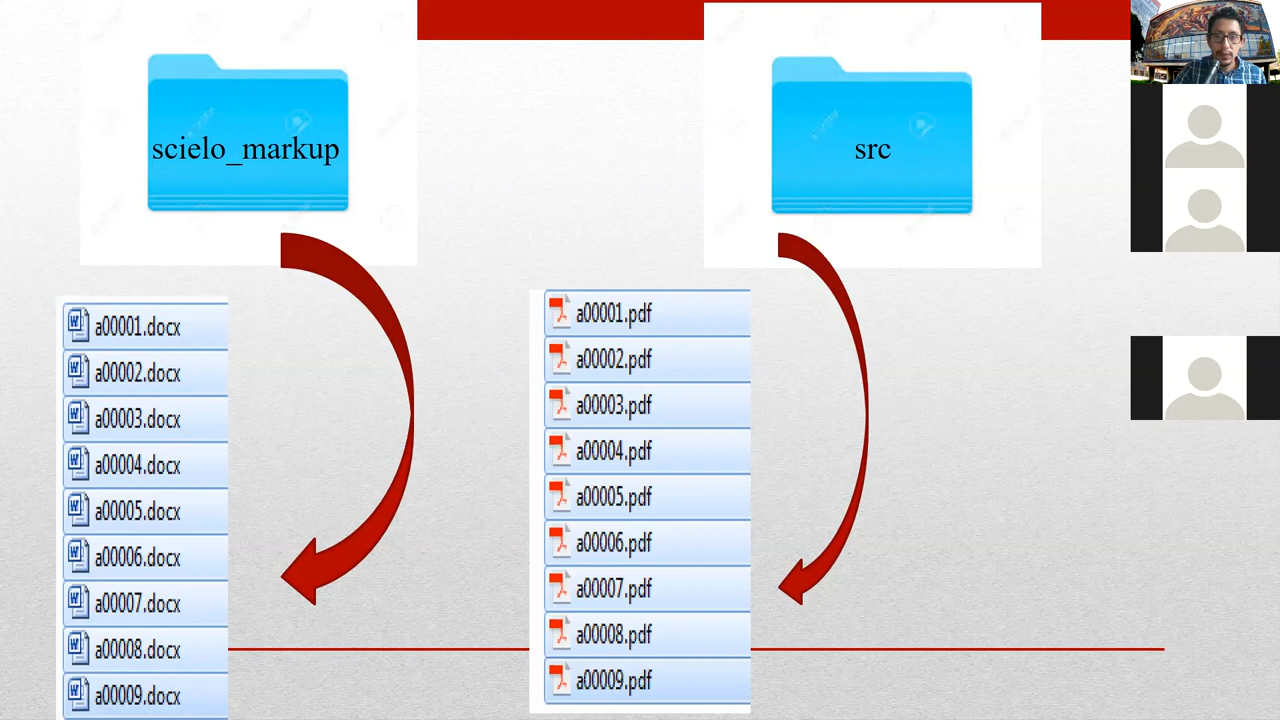 scielo_markup
src
a00001.docx
a00002.docx
a00003.docx
a00004.docx
a00005.docx
a00006.docx
a00007.docx
a00008.docx
a00009.docx
a00001.pdf
a00002.pdf
a00003.pdf
a00004.pdf
a00005.pdf
a00006.pdf
a00007.pdf
a00008.pdf
a00009.pdf